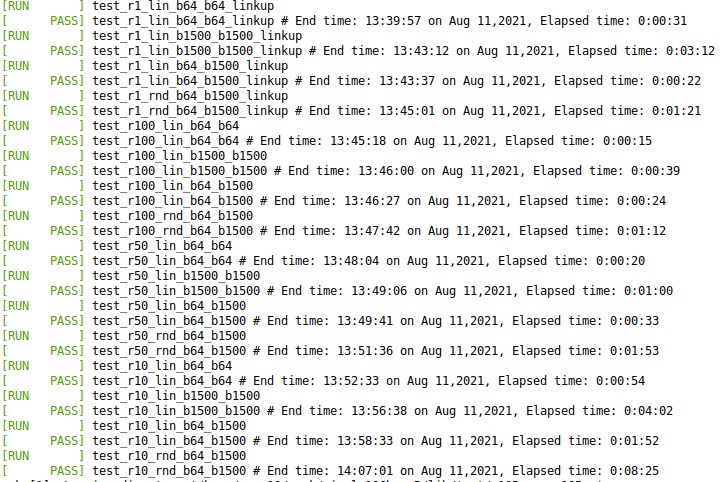 [RUN       ] test_r1_lin_b64_b64_linkup
[      PASS] test_r1_lin_b64_b64_linkup # End time: 13:39:57 on Aug 11,2021, Elapsed time: 0:00:31
[RUN       ] test_r1_lin_b1500_b1500_linkup
[      PASS] test_r1_lin_b1500_b1500_linkup # End time: 13:43:12 on Aug 11,2021, Elapsed time: 0:03:12
[RUN       ] test_r1_lin_b64_b1500_linkup
[      PASS] test_r1_lin_b64_b1500_linkup # End time: 13:43:37 on Aug 11,2021, Elapsed time: 0:00:22
[RUN       ] test_r1_rnd_b64_b1500_linkup
[      PASS] test_r1_rnd_b64_b1500_linkup # End time: 13:45:01 on Aug 11,2021, Elapsed time: 0:01:21
[RUN       ] test_r100_lin_b64_b64
[      PASS] test_r100_lin_b64_b64 # End time: 13:45:18 on Aug 11,2021, Elapsed time: 0:00:15
[RUN       ] test_r100_lin_b1500_b1500
[      PASS] test_r100_lin_b1500_b1500 # End time: 13:46:00 on Aug 11,2021, Elapsed time: 0:00:39
[RUN       ] test_r100_lin_b64_b1500
[      PASS] test_r100_lin_b64_b1500 # End time: 13:46:27 on Aug 11,2021, Elapsed time: 0:00:24
[RUN       ] test_r100_rnd_b64_b1500
[      PASS] test_r100_rnd_b64_b1500 # End time: 13:47:42 on Aug 11,2021, Elapsed time: 0:01:12
[RUN       ] test_r50_lin_b64_b64
[      PASS] test_r50_lin_b64_b64 # End time: 13:48:04 on Aug 11,2021, Elapsed time: 0:00:20
[RUN       ] test_r50_lin_b1500_b1500
[      PASS] test_r50_lin_b1500_b1500 # End time: 13:49:06 on Aug 11,2021, Elapsed time: 0:01:00
[RUN       ] test_r50_lin_b64_b1500
[      PASS] test_r50_lin_b64_b1500 # End time: 13:49:41 on Aug 11,2021, Elapsed time: 0:00:33
[RUN       ] test_r50_rnd_b64_b1500
[      PASS] test_r50_rnd_b64_b1500 # End time: 13:51:36 on Aug 11,2021, Elapsed time: 0:01:53
[RUN       ] test_r10_lin_b64_b64
[      PASS] test_r10_lin_b64_b64 # End time: 13:52:33 on Aug 11,2021, Elapsed time: 0:00:54
[RUN       ] test_r10_lin_b1500_b1500
[      PASS] test_r10_lin_b1500_b1500 # End time: 13:56:38 on Aug 11,2021, Elapsed time: 0:04:02
[RUN       ] test_r10_lin_b64_b1500
[      PASS] test_r10_lin_b64_b1500 # End time: 13:58:33 on Aug 11,2021, Elapsed time: 0:01:52
[RUN       ] test_r10_rnd_b64_b1500
[      PASS] test_r10_rnd_b64_b1500 # End time: 14:07:01 on Aug 11,2021, Elapsed time: 0:08:25